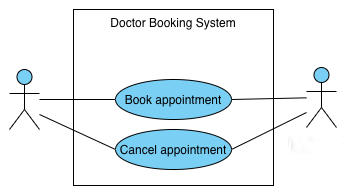 Doctor Booking System
Book appointment
Cancel appointment